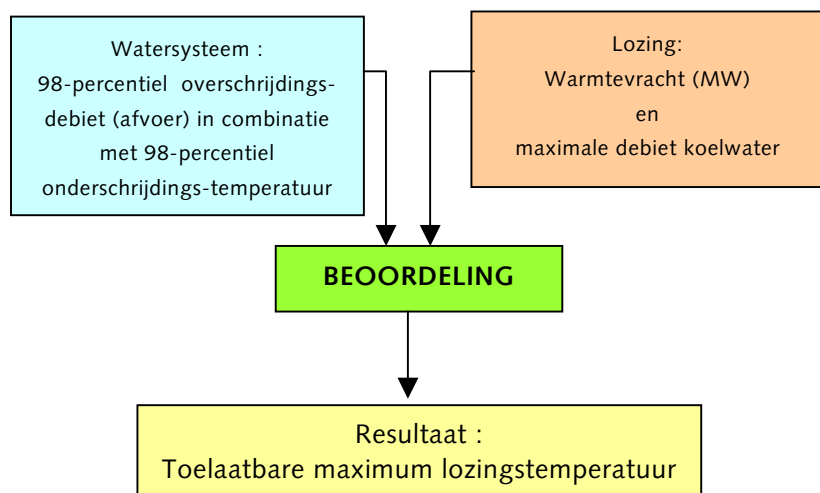 Watersysteem :
98-percentiel overschrijdings-
debiet (afvoer) in combinatie
met 98-percentiel
onderschrijdings-temperatuur
Lozing:
Warmtevracht (MW)
en
maximale debiet koelwater
BEOORDELING
Resultaat :
Toelaatbare maximum lozingstemperatuur